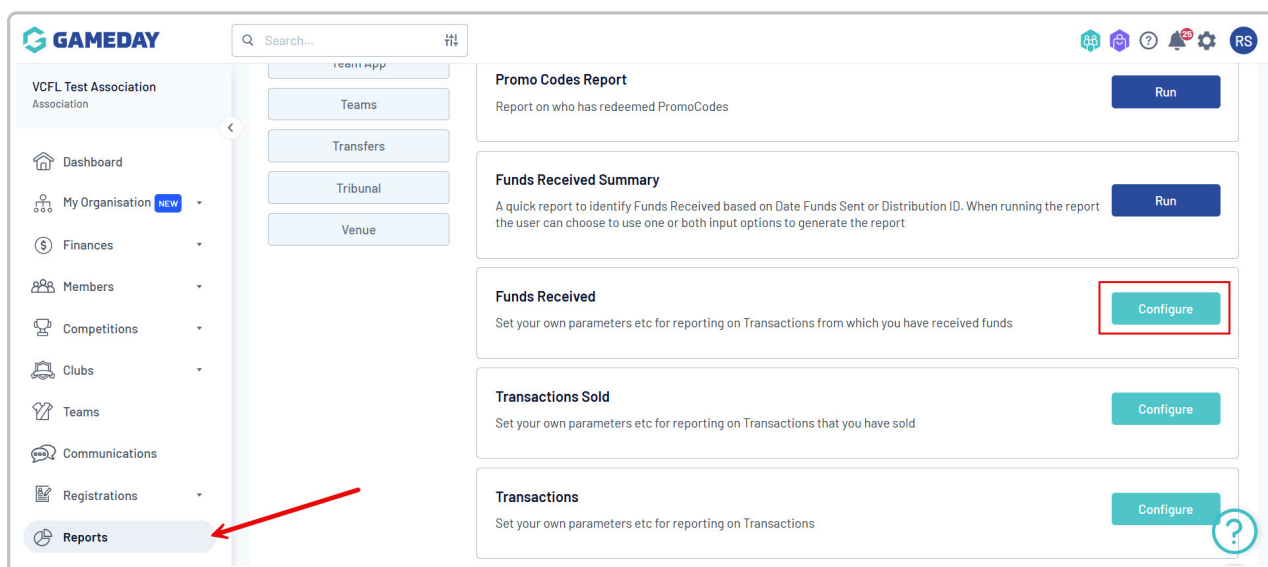 GAMEDAY
Search...
26
RS
VCFL Test Association
Association
Dashboard
My Organisation NEW
Finances
Members
Competitions
Clubs
Teams
Communications
Registrations
Reports
Team App
Teams
Transfers
Tribunal
Venue
Promo Codes Report
Report on who has redeemed PromoCodes
Run
Funds Received Summary
A quick report to identify Funds Received based on Date Funds Sent or Distribution ID. When running the report
the user can choose to use one or both input options to generate the report
Run
Funds Received
Set your own parameters etc for reporting on Transactions from which you have received funds
Configure
Transactions Sold
Set your own parameters etc for reporting on Transactions that you have sold
Configure
Transactions
Set your own parameters etc for reporting on Transactions
Configure
?